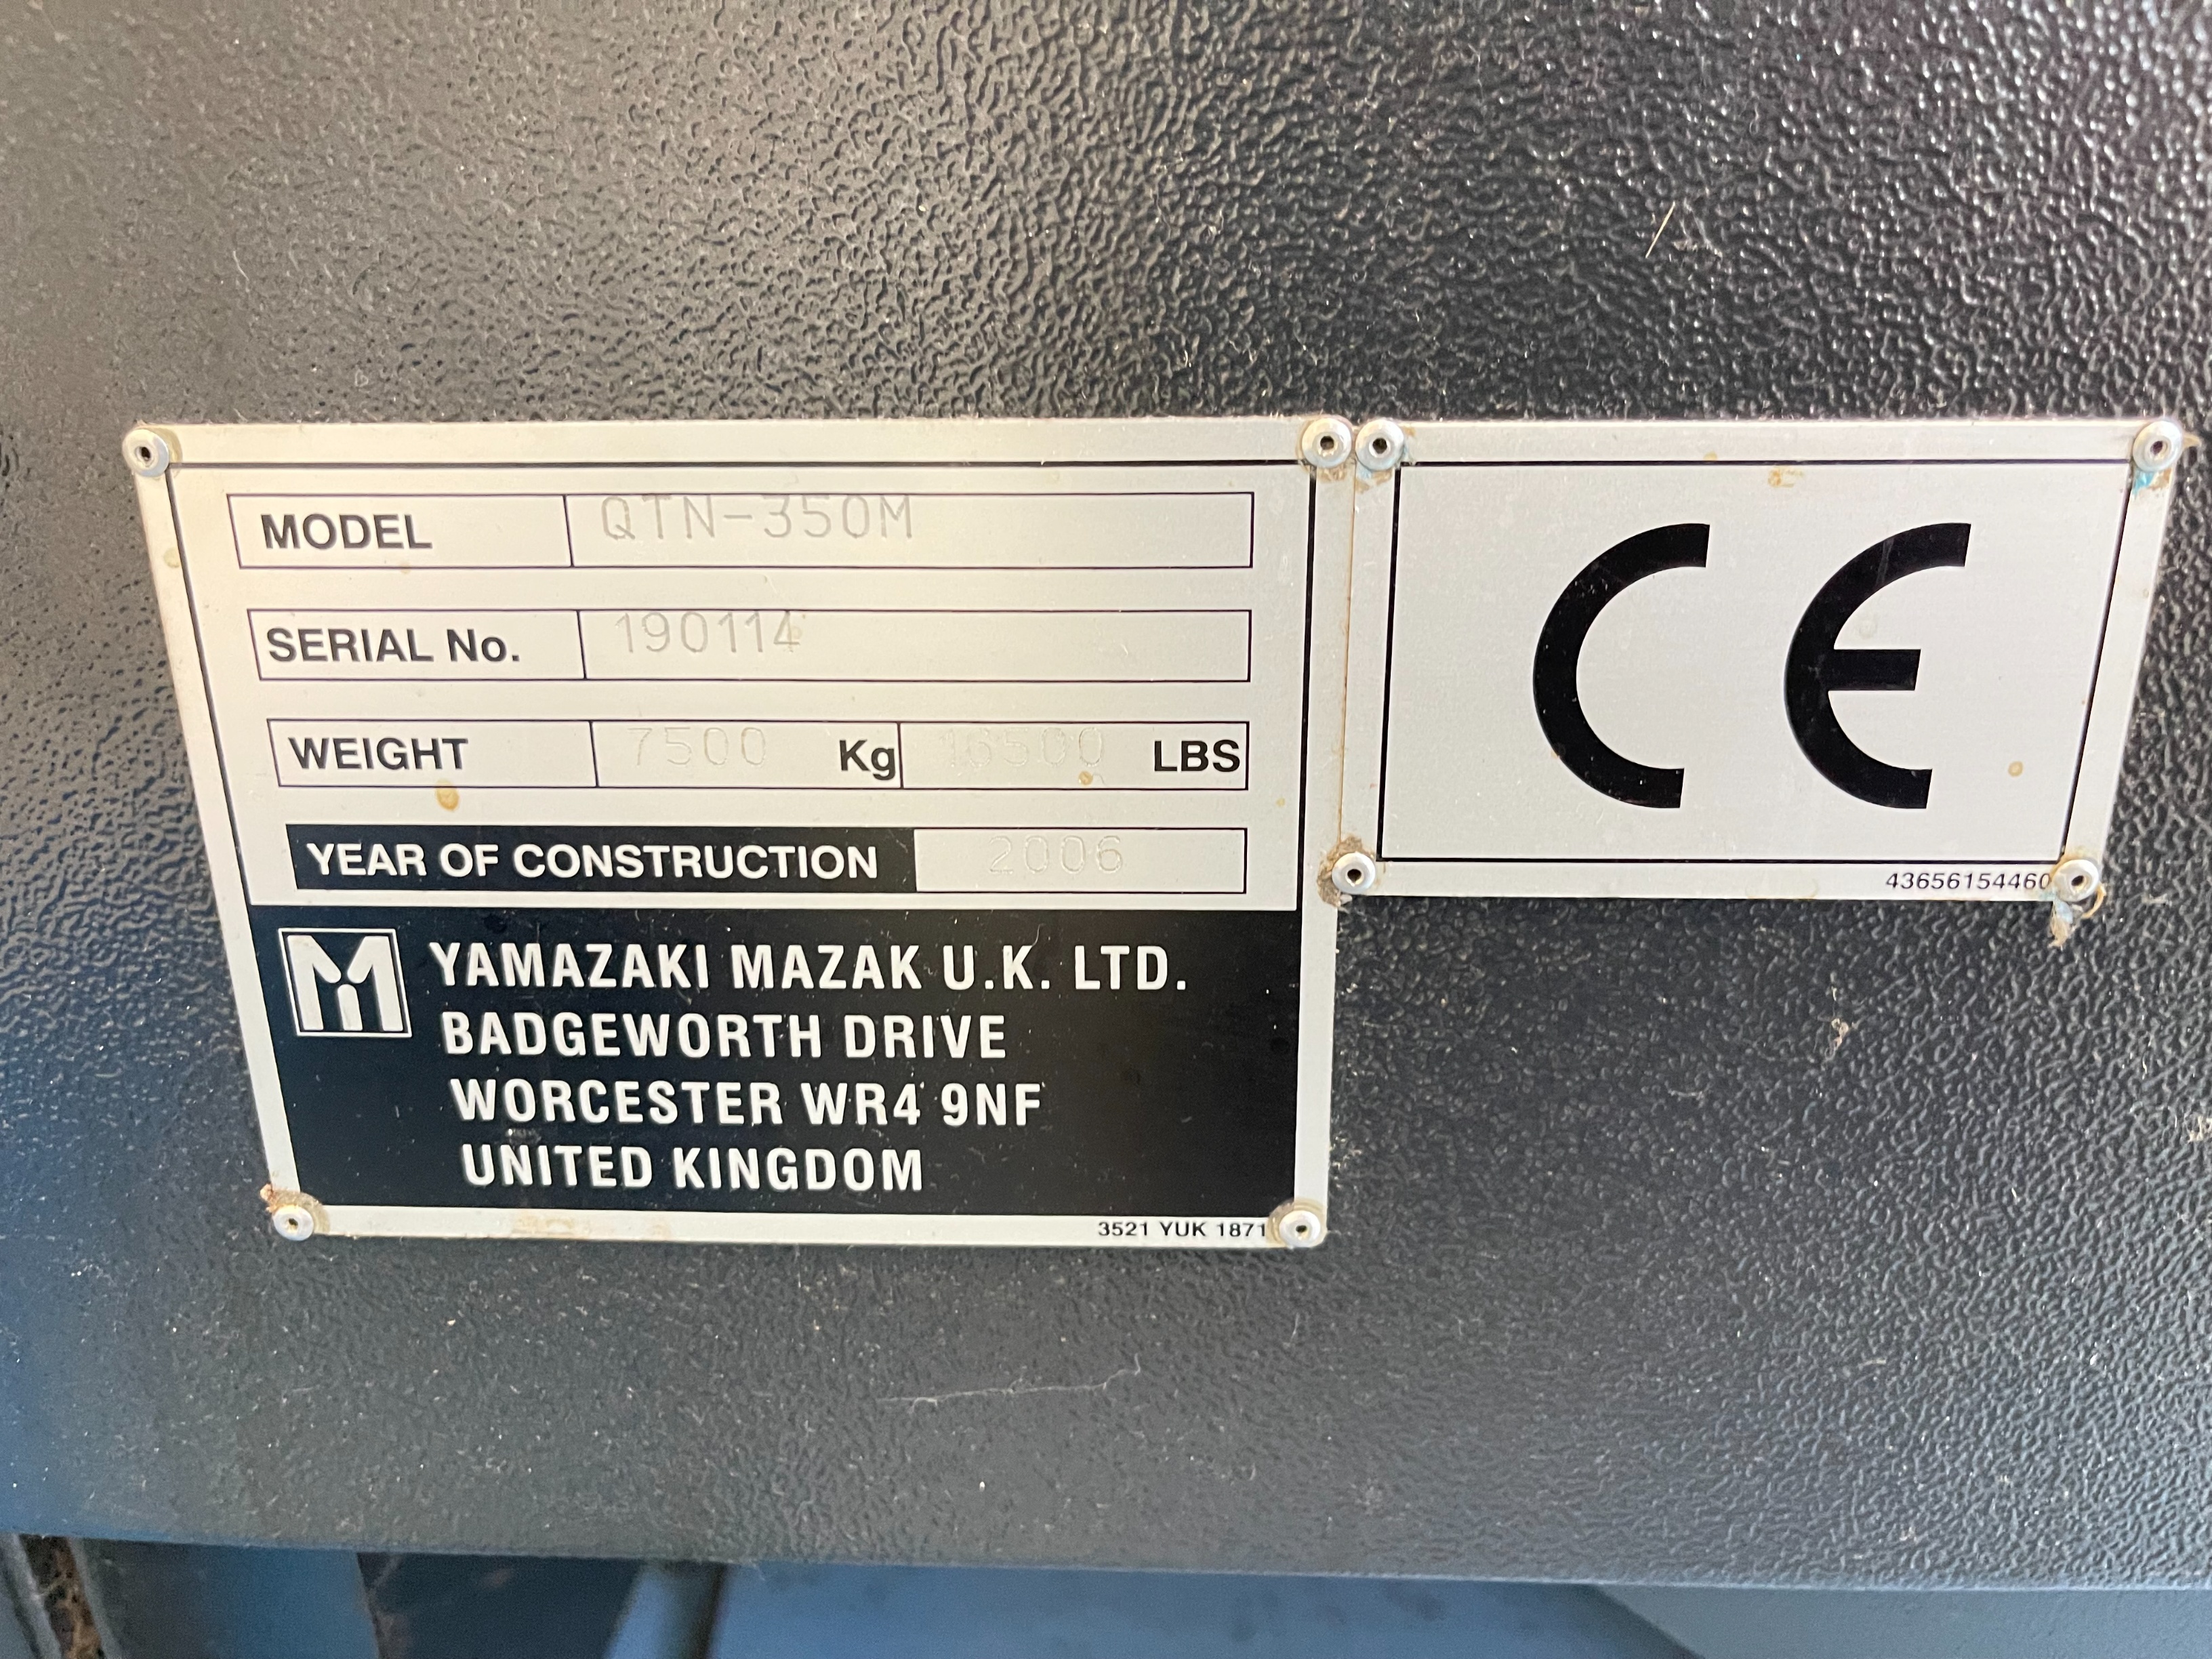 MODEL QTN-350M
SERIAL No. 190114
WEIGHT 7500 Kg 16500 LBS
YEAR OF CONSTRUCTION 2006
YAMAZAKI MAZAK U.K. LTD.
BADGEWORTH DRIVE
WORCESTER WR4 9NF
UNITED KINGDOM
3521 YUK 1871
CE
43656154460